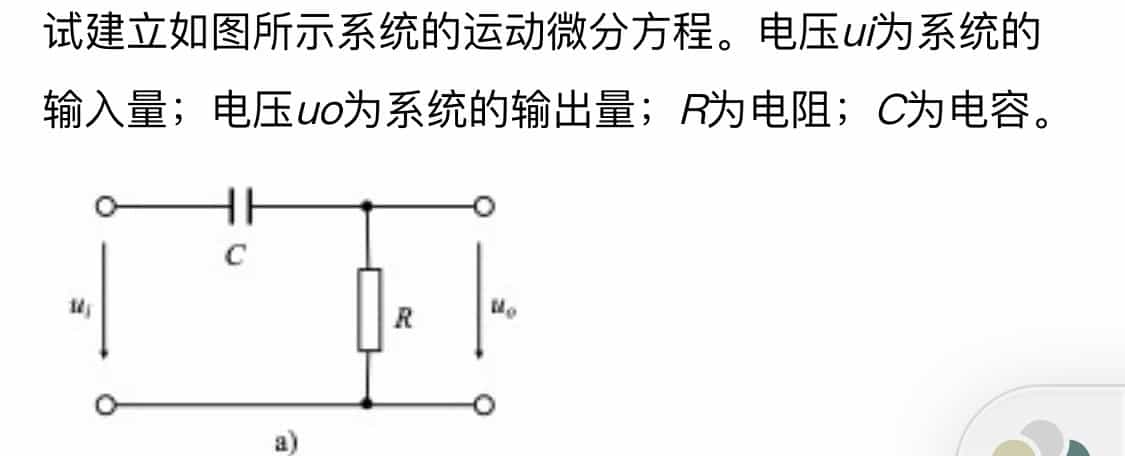 试建立如图所示系统的运动微分方程。电压ui为系统的
输入量；电压uo为系统的输出量；R为电阻；C为电容。
C
ui
R
uo
a)